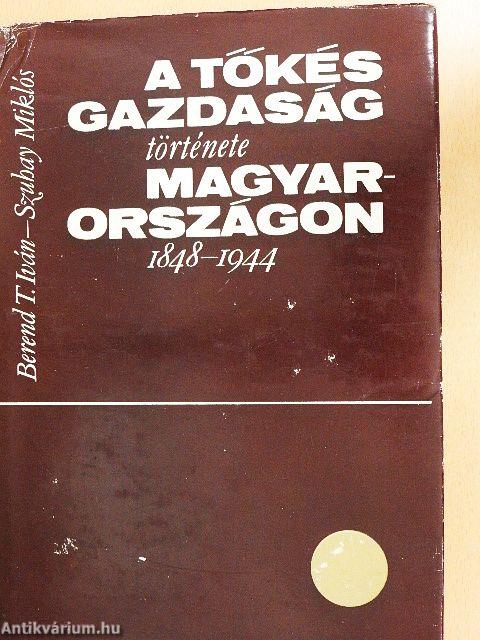 A TŐKÉS
GAZDASÁG
története
MAGYAR-
ORSZÁGON
1848–1944
Berend T. Iván–Szuhay Miklós
Antikvárium.hu